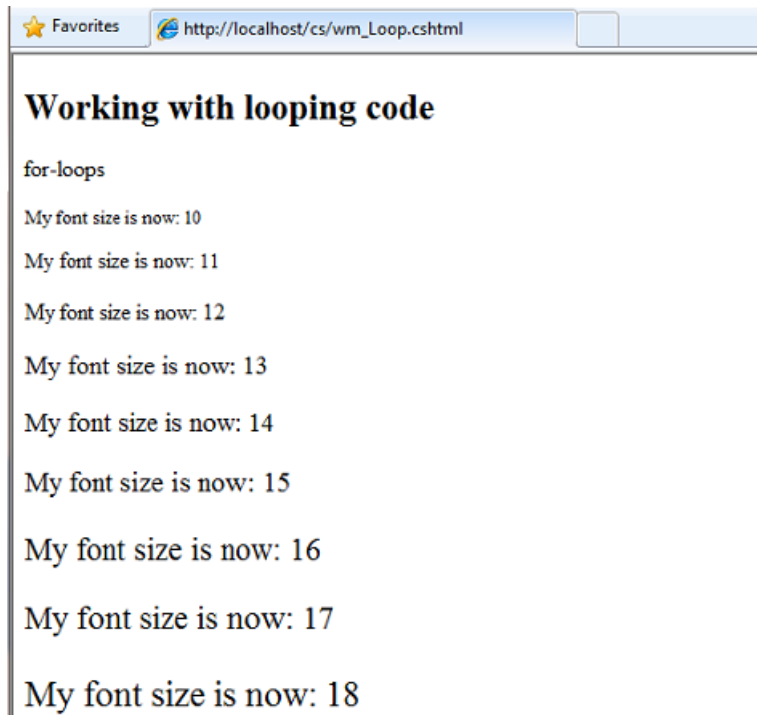 Favorites
http://localhost/cs/wm_Loop.cshtml
Working with looping code
for-loops
My font size is now: 10
My font size is now: 11
My font size is now: 12
My font size is now: 13
My font size is now: 14
My font size is now: 15
My font size is now: 16
My font size is now: 17
My font size is now: 18